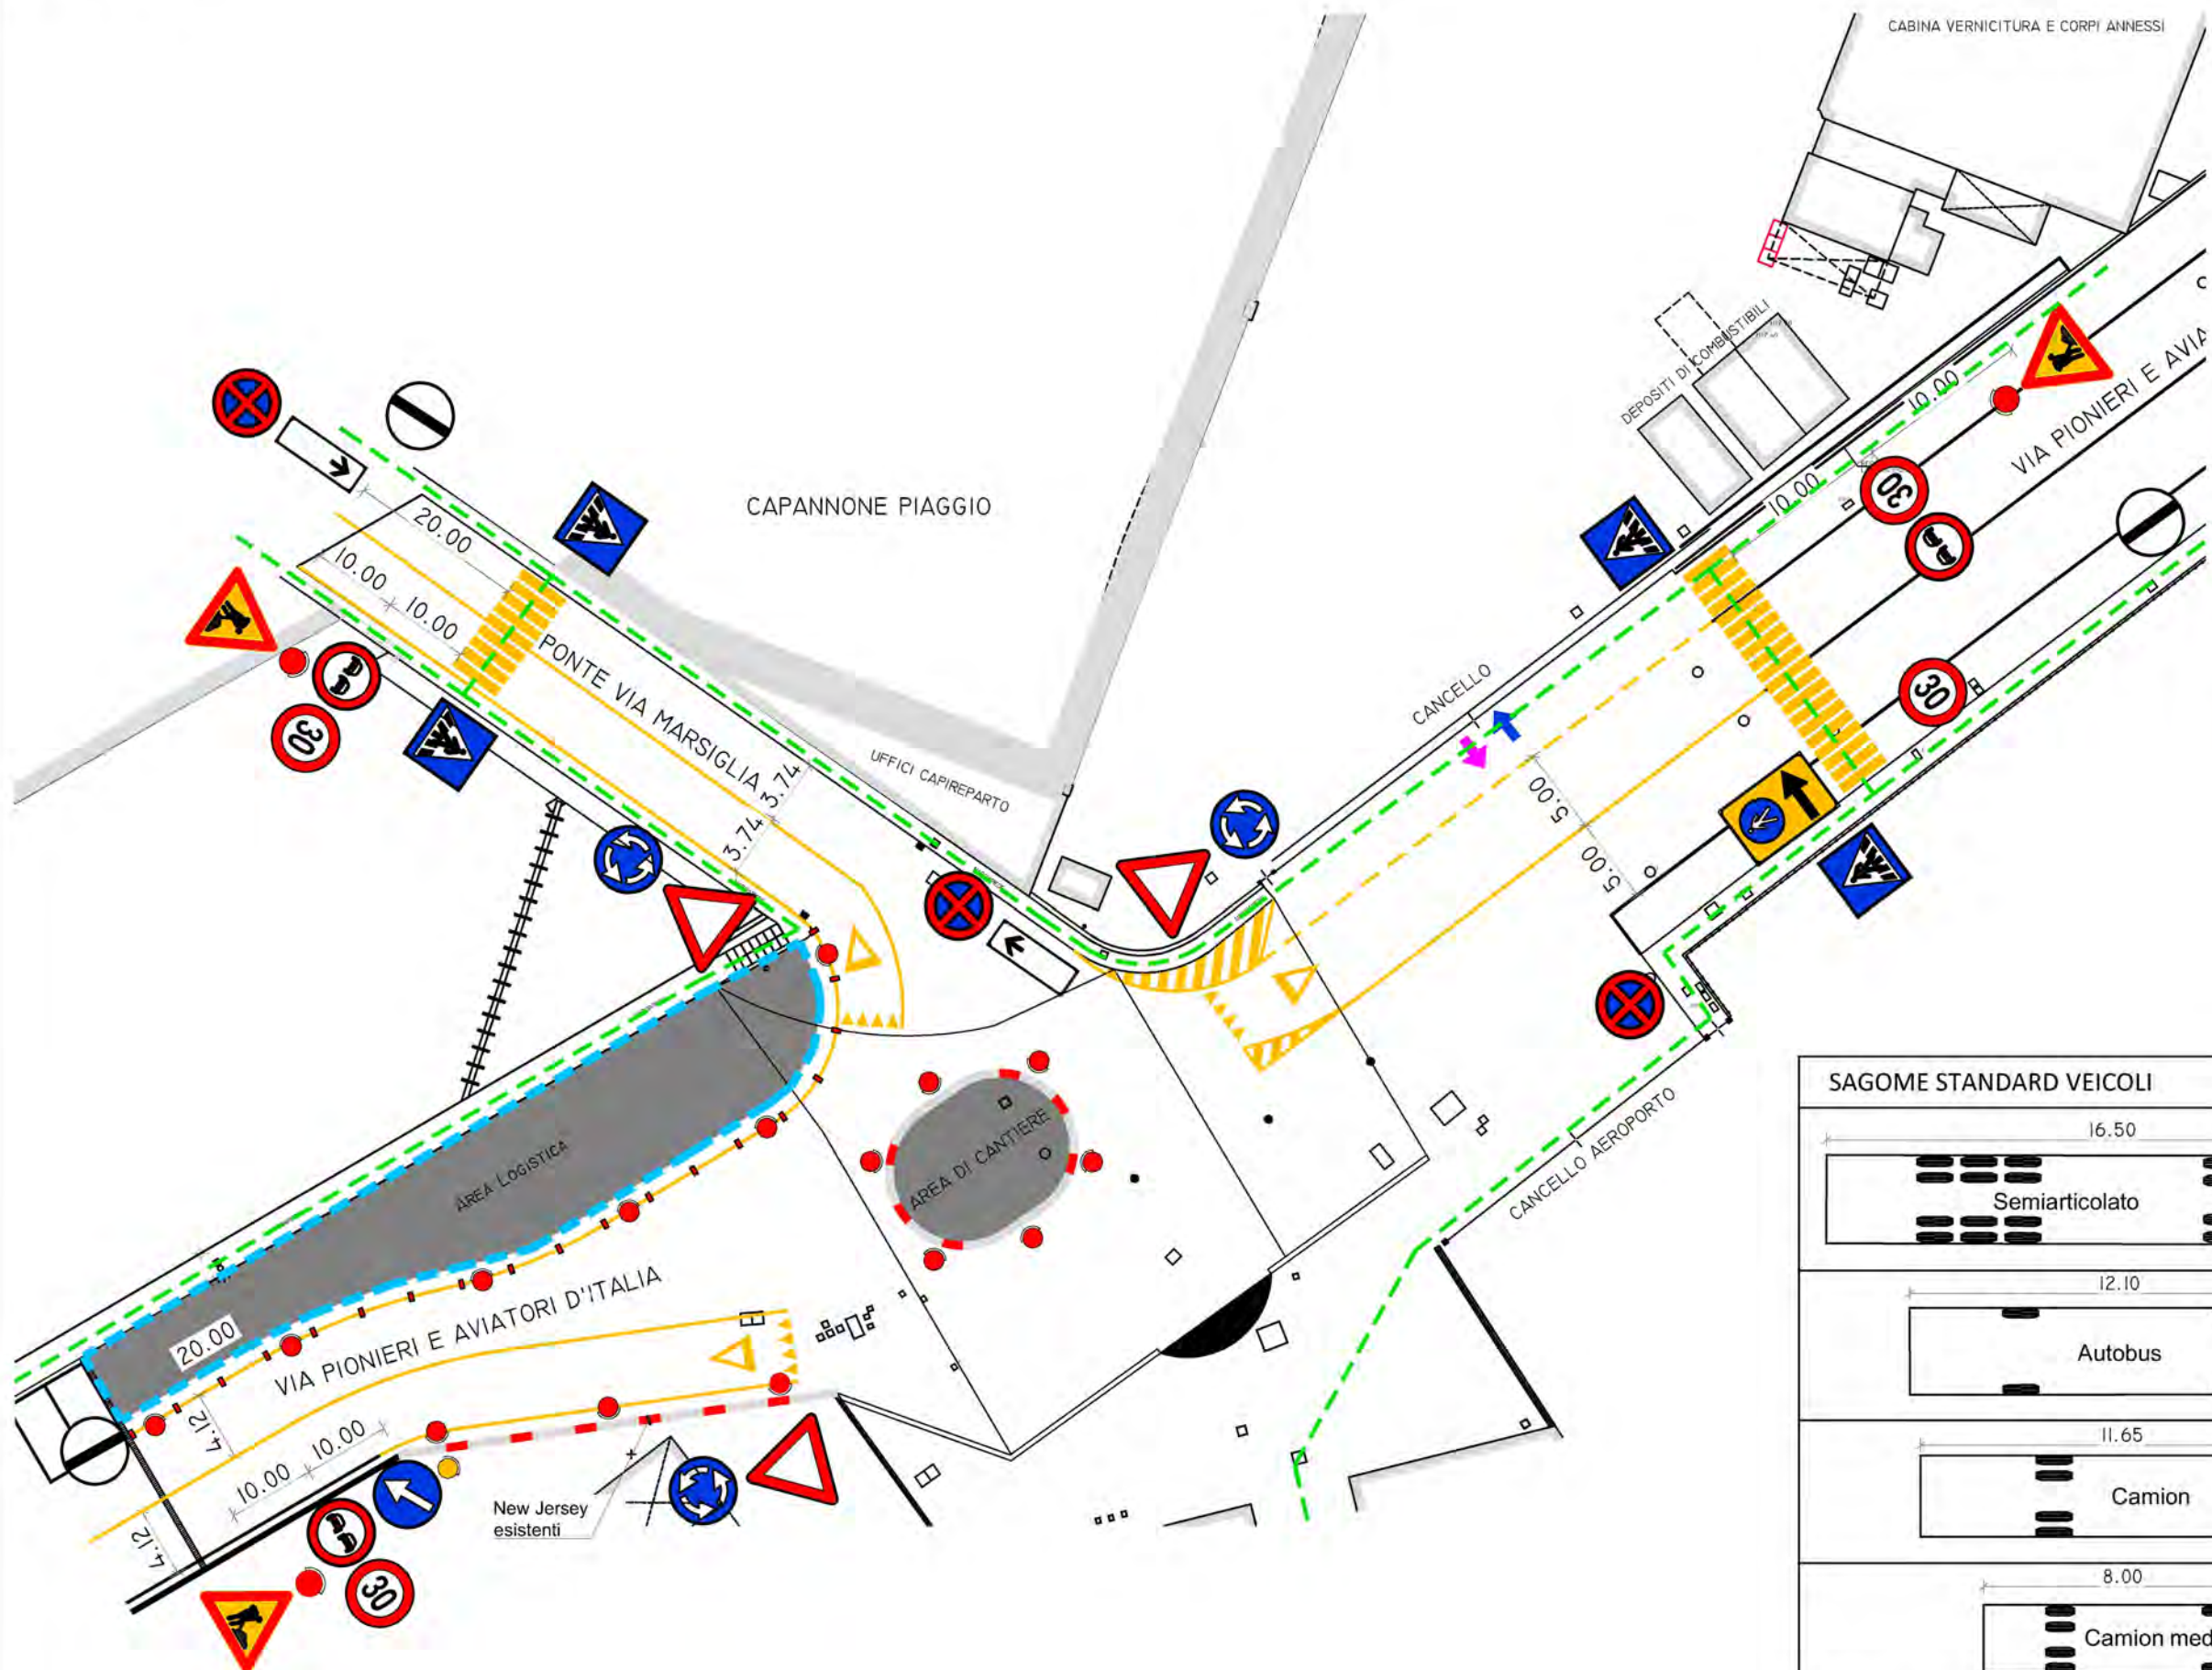 CABINA VERNICITURA E CORPI ANNESSI
DEPOSITI DI COMBUSTIBILI
10.00
VIA PIONIERI E AVIA
10.00
30
CAPANNONE PIAGGIO
20.00
10.00
10.00
PONTE VIA MARSIGLIA
3.74
3.74
UFFICI CAPIREPARTO
30
CANCELLO
30
5.00
5.00
CANCELLO AEROPORTO
AREA LOGISTICA
AREA DI CANTIERE
20.00
VIA PIONIERI E AVIATORI D'ITALIA
4.12
10.00
10.00
4.12
30
New Jersey
esistenti
SAGOME STANDARD VEICOLI
16.50
Semiarticolato
12.10
Autobus
11.65
Camion
8.00
Camion med